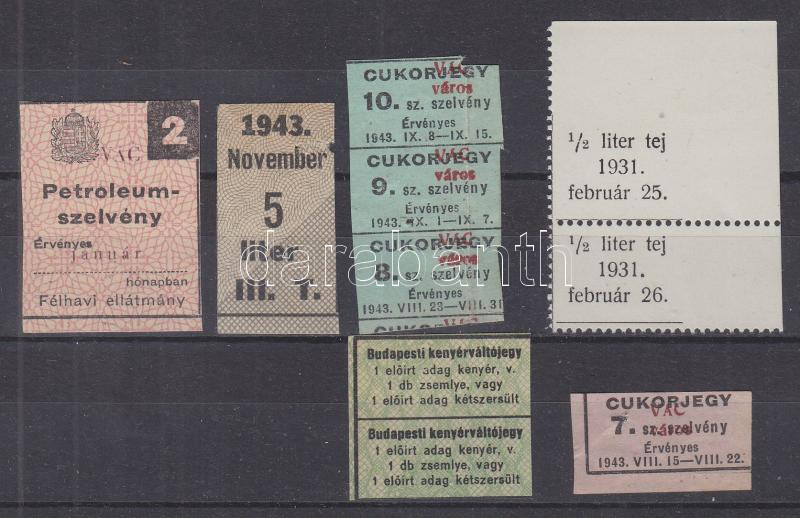 2
VÁC
Petroleum-
szelvény
Érvényes
január
hónapban
Félhavi ellátmány
1943.
November
5
liter
III. 1.
CUKORJEGY
VÁC
város
10. sz. szelvény
Érvényes
1943. IX. 8—IX. 15.
CUKORJEGY
VÁC
város
9. sz. szelvény
Érvényes
1943. IX. 1—IX. 7.
CUKORJEGY
VÁC
város
8. sz. szelvény
Érvényes
1943. VIII. 23—VIII. 31
CUKORJEGY
VÁC
1/2 liter tej
1931.
február 25.
1/2 liter tej
1931.
február 26.
darabanth
Budapesti kenyérváltójegy
1 előírt adag kenyér, v.
1 db zsemlye, vagy
1 előírt adag kétszersült
Budapesti kenyérváltójegy
1 előírt adag kenyér, v.
1 db zsemlye, vagy
1 előírt adag kétszersült
CUKORJEGY
VÁC
város
7. sz. szelvény
Érvényes
1943. VIII. 15—VIII. 22.